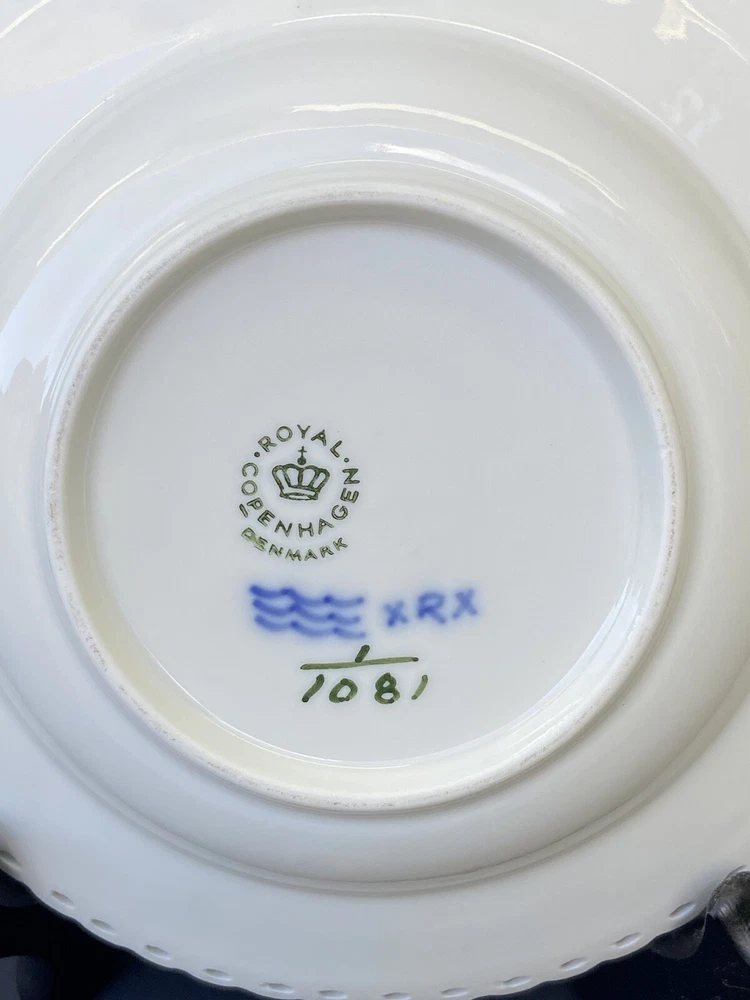 ROYAL
COPENHAGEN
DENMARK
xRx
1
1081